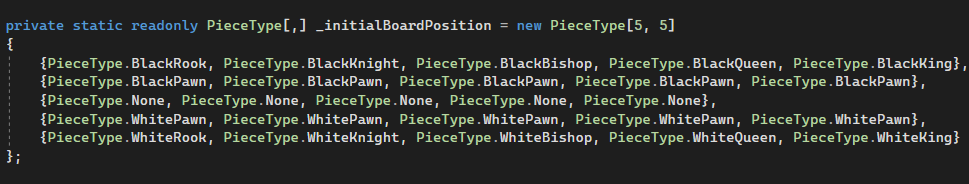 private static readonly PieceType[,] _initialBoardPosition = new PieceType[5, 5]
{
{PieceType.BlackRook, PieceType.BlackKnight, PieceType.BlackBishop, PieceType.BlackQueen, PieceType.BlackKing},
{PieceType.BlackPawn, PieceType.BlackPawn, PieceType.BlackPawn, PieceType.BlackPawn, PieceType.BlackPawn},
{PieceType.None, PieceType.None, PieceType.None, PieceType.None, PieceType.None},
{PieceType.WhitePawn, PieceType.WhitePawn, PieceType.WhitePawn, PieceType.WhitePawn, PieceType.WhitePawn},
{PieceType.WhiteRook, PieceType.WhiteKnight, PieceType.WhiteBishop, PieceType.WhiteQueen, PieceType.WhiteKing}
};